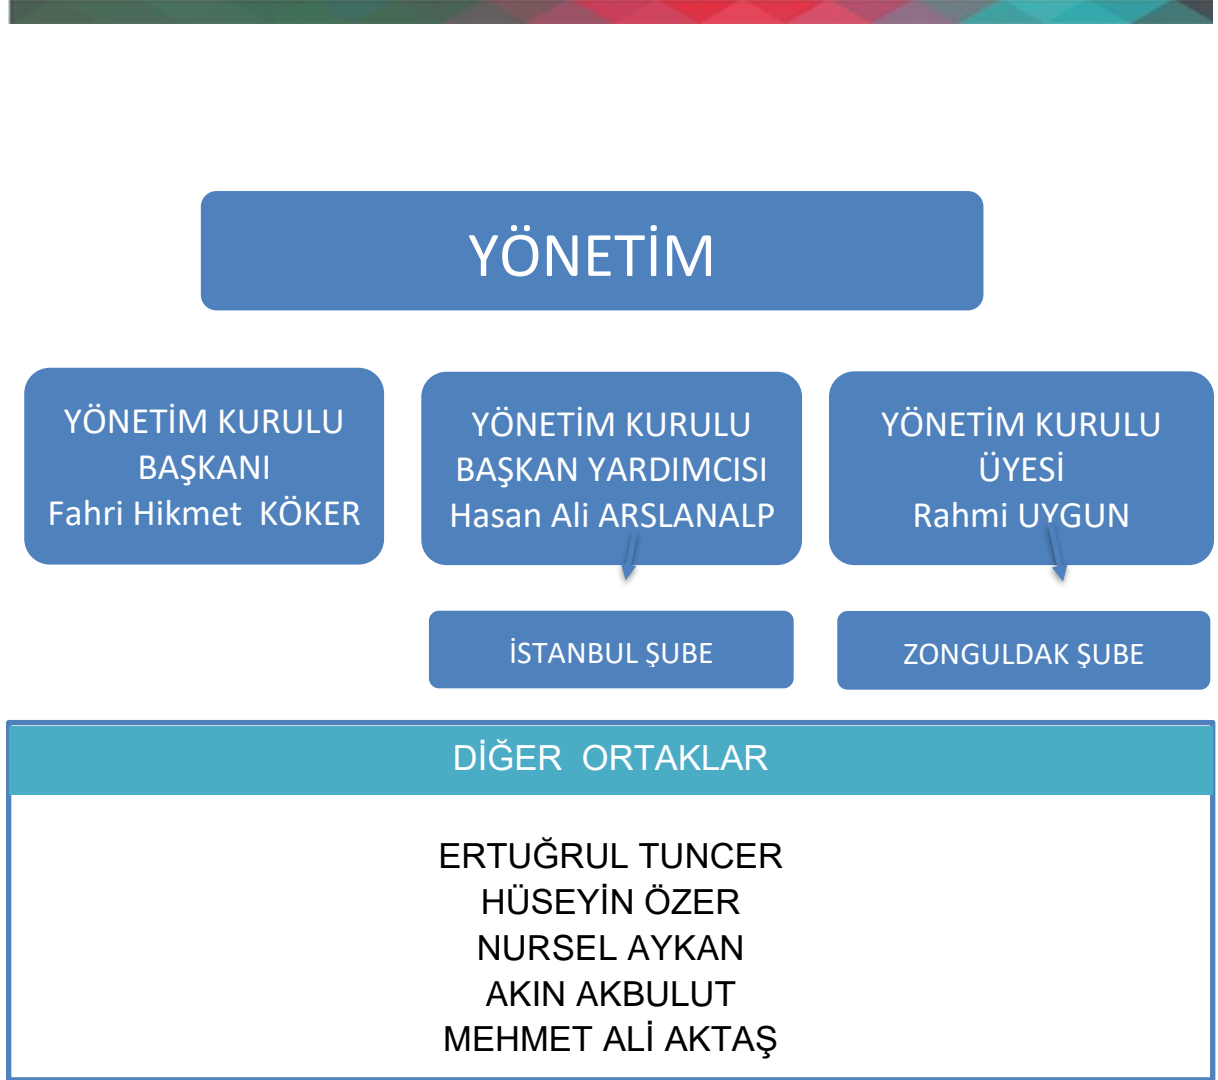 YÖNETİM
YÖNETİM KURULU
BAŞKANI
Fahri Hikmet  KÖKER
YÖNETİM KURULU
BAŞKAN YARDIMCISI
Hasan Ali ARSLANALP
YÖNETİM KURULU
ÜYESİ
Rahmi UYGUN
İSTANBUL ŞUBE
ZONGULDAK ŞUBE
DİĞER  ORTAKLAR
ERTUĞRUL TUNCER
HÜSEYİN ÖZER
NURSEL AYKAN
AKIN AKBULUT
MEHMET ALİ AKTAŞ